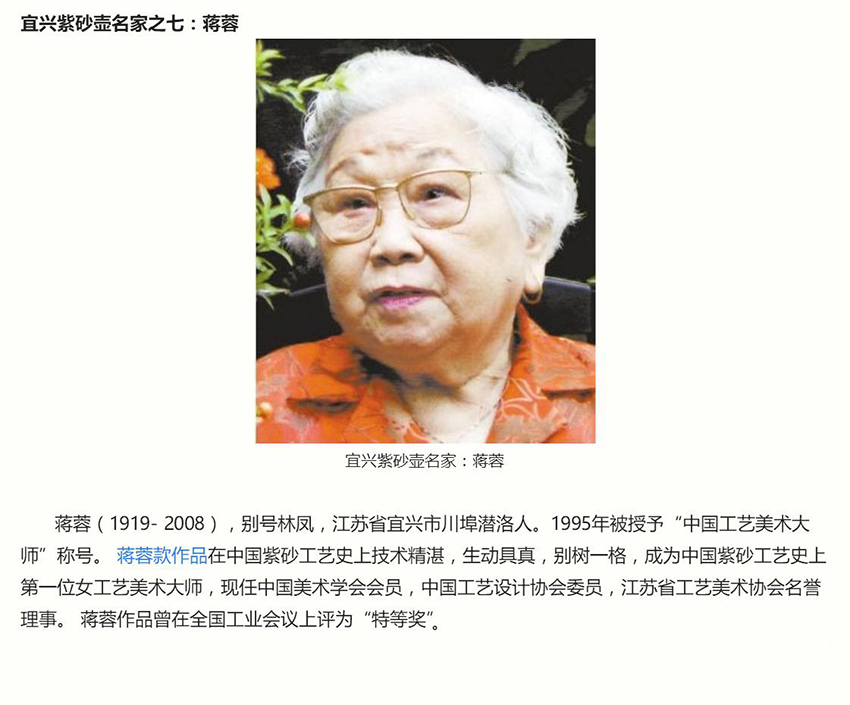 宜兴紫砂壶名家之七：蒋蓉
宜兴紫砂壶名家：蒋蓉
蒋蓉（1919- 2008），别号林凤，江苏省宜兴市川埠潜洛人。1995年被授予“中国工艺美术大
师”称号。 蒋蓉款作品在中国紫砂工艺史上技术精湛，生动具真，别树一格，成为中国紫砂工艺史上
第一位女工艺美术大师，现任中国美术学会会员，中国工艺设计协会委员，江苏省工艺美术协会名誉
理事。 蒋蓉作品曾在全国工业会议上评为“特等奖”。